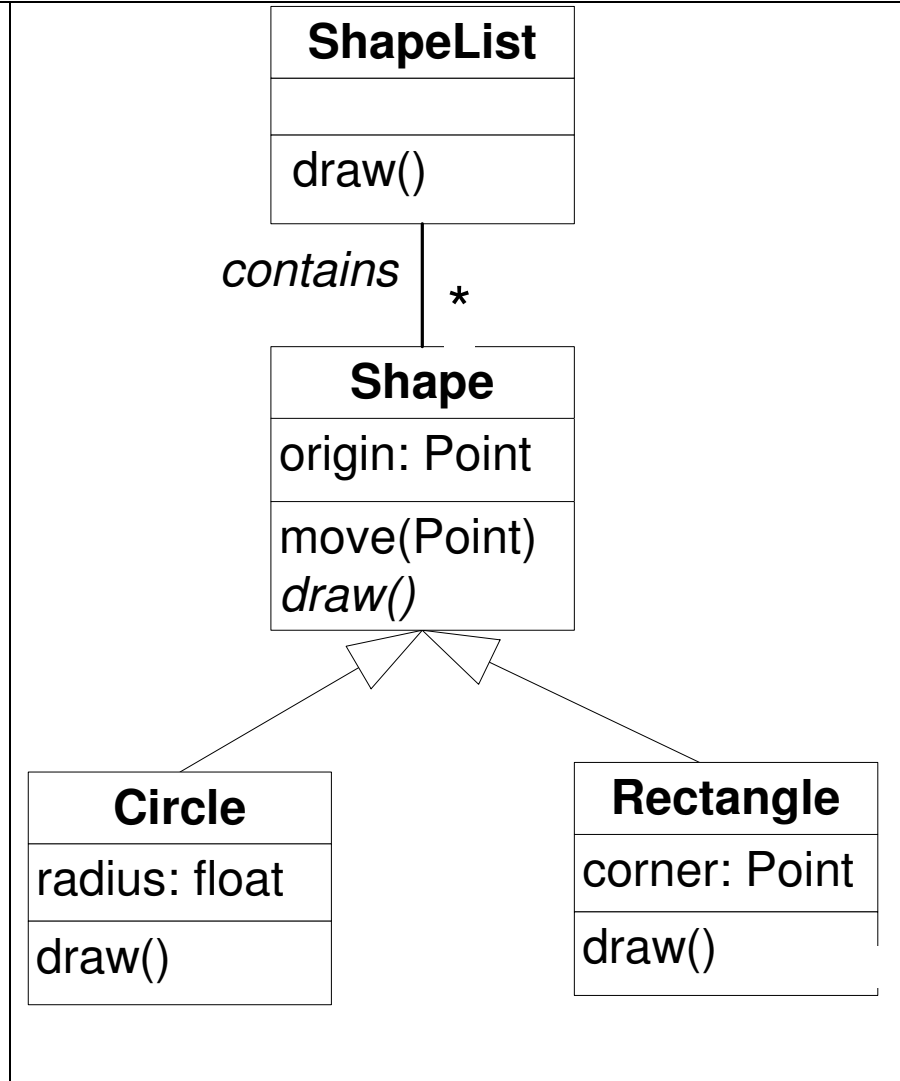 ShapeList
draw()
contains
*
Shape
origin: Point
move(Point)
draw()
Circle
radius: float
draw()
Rectangle
corner: Point
draw()